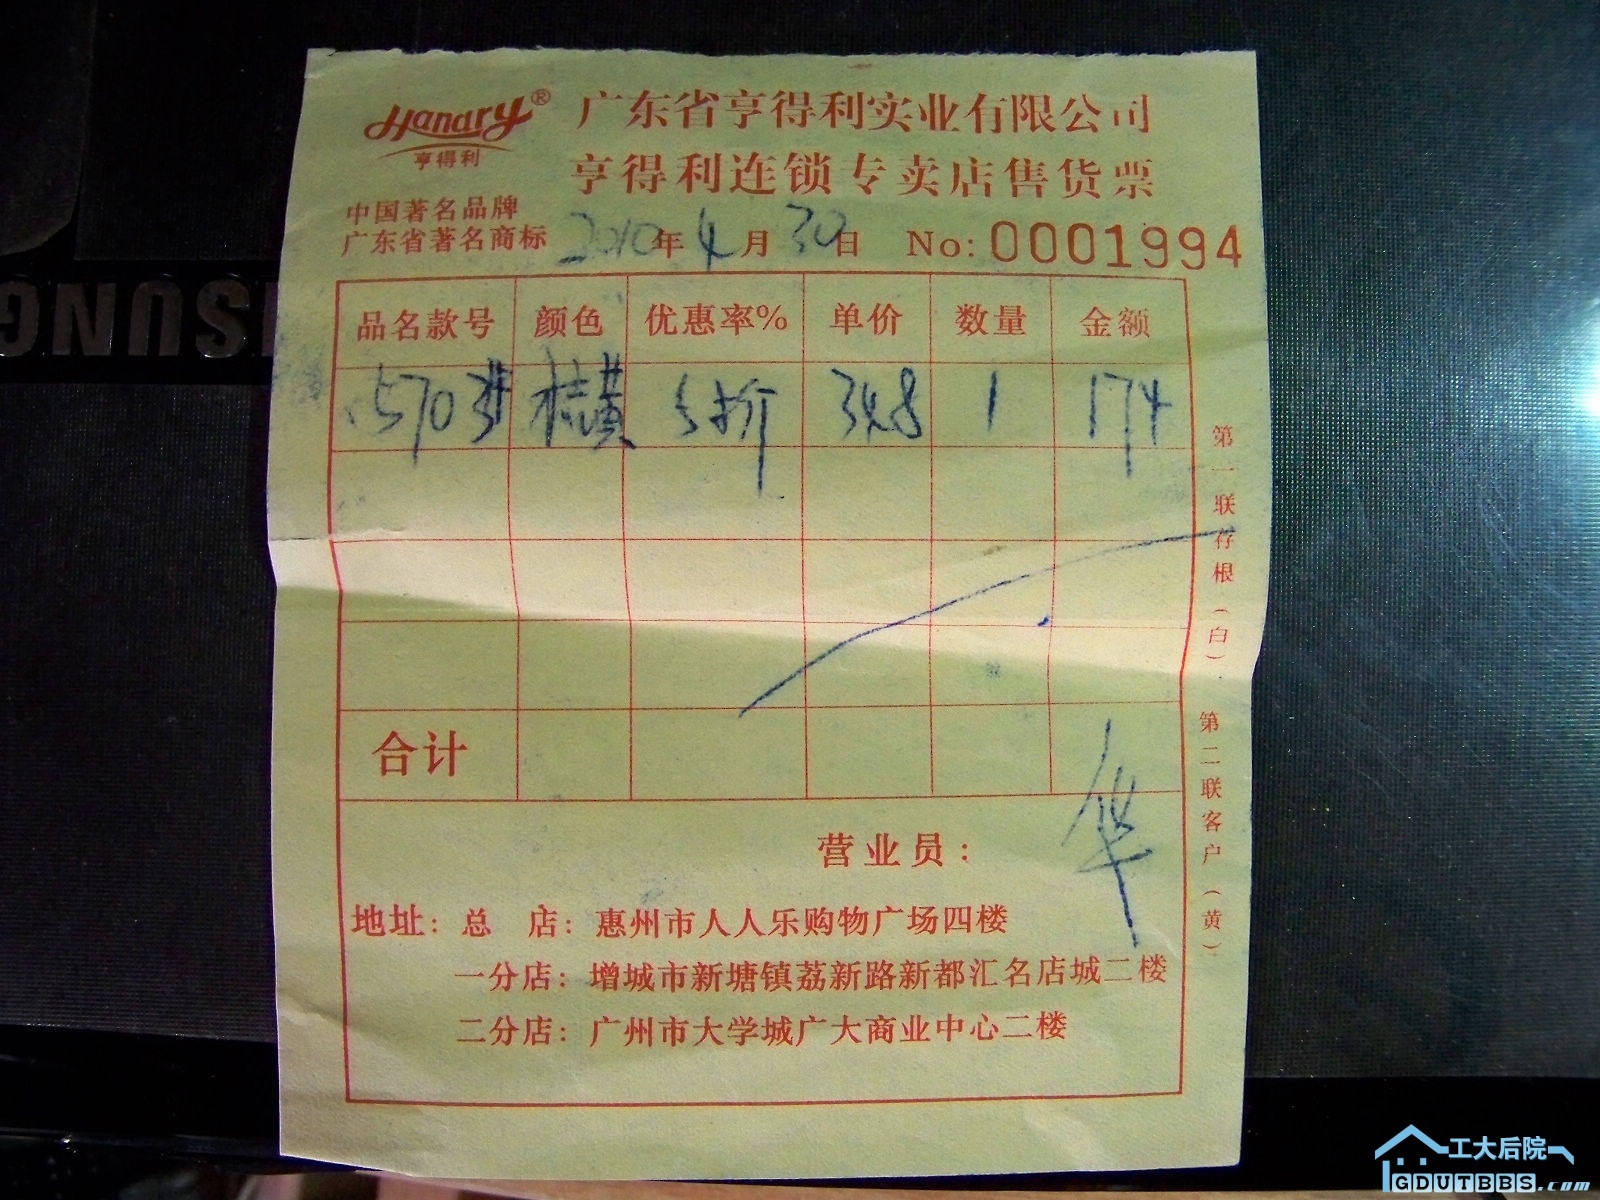 Hanary®
亨得利
广东省亨得利实业有限公司
亨得利连锁专卖店售货票
中国著名品牌
广东省著名商标
2010年4月30日 No: 0001994
品名款号 颜色 优惠率% 单价 数量 金额
1570 桔黄 5折 348 1 174
合计
营业员: 华
地址: 总 店: 惠州市人人乐购物广场四楼
一分店: 增城市新塘镇荔新路新都汇名店城二楼
二分店: 广州市大学城广大商业中心二楼
第一联存根(白).
第二联客户(黄)
SUNG
工大后院
GDUTBBS.com